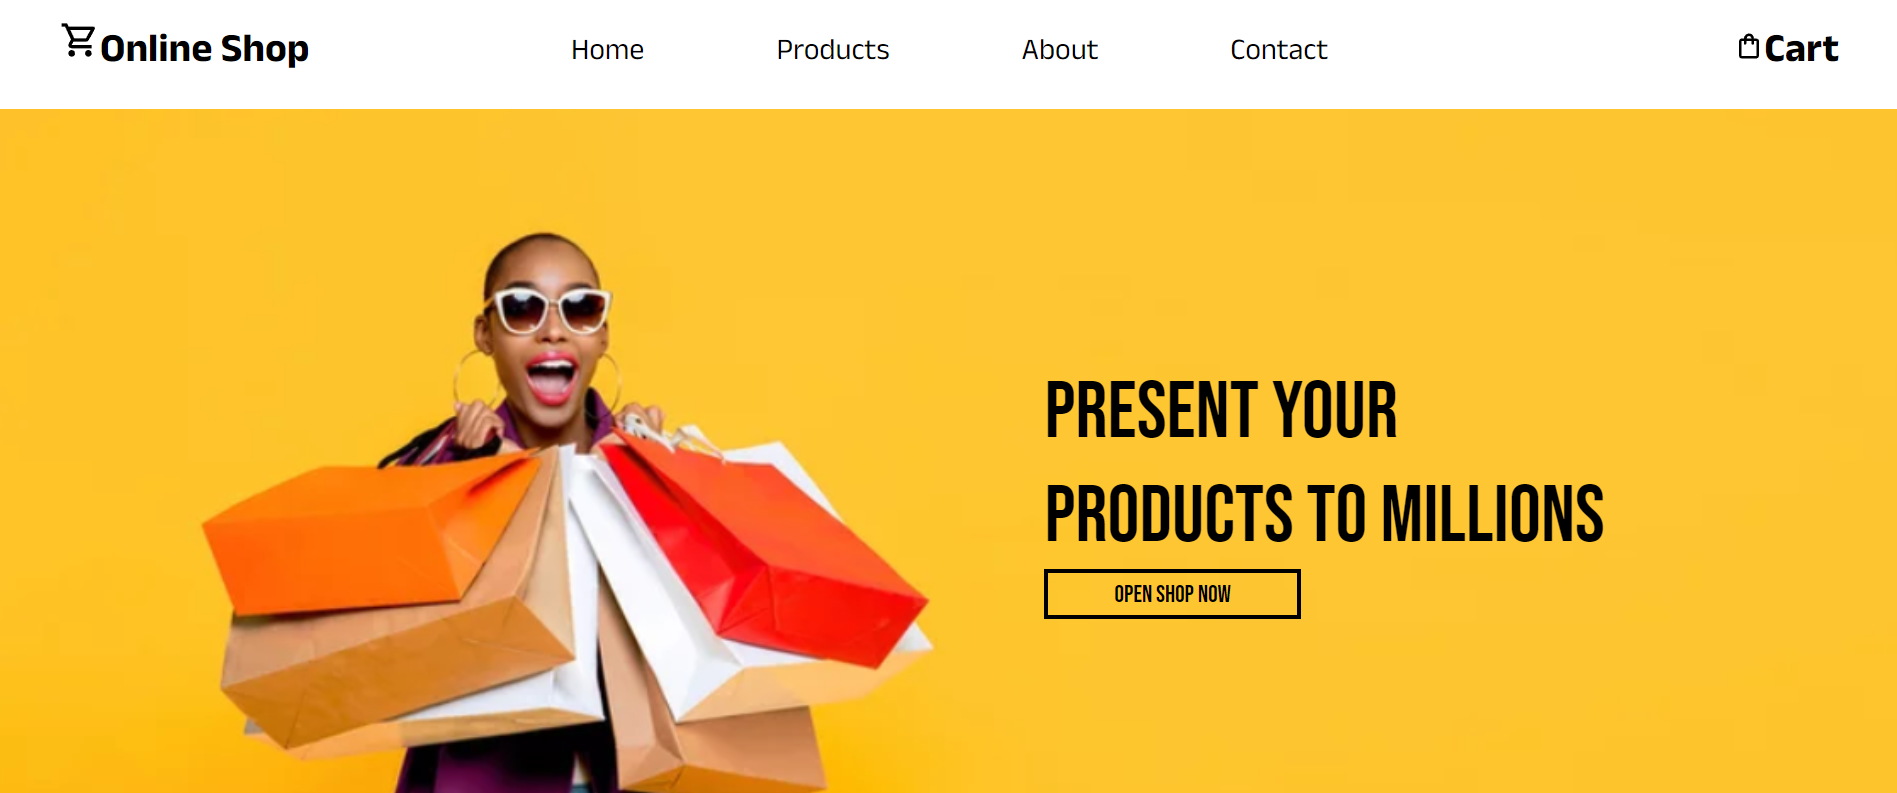 Online Shop
Home
Products
About
Contact
Cart
PRESENT YOUR
PRODUCTS TO MILLIONS
OPEN SHOP NOW